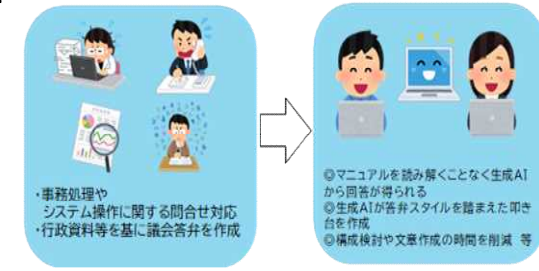 ・事務処理や
システム操作に関する問合せ対応
・行政資料等を基に議会答弁を作成
◎マニュアルを読み解くことなく生成AI
から回答が得られる
◎生成AIが答弁スタイルを踏まえた叩き
台を作成
◎構成検討や文章作成の時間を削減 等